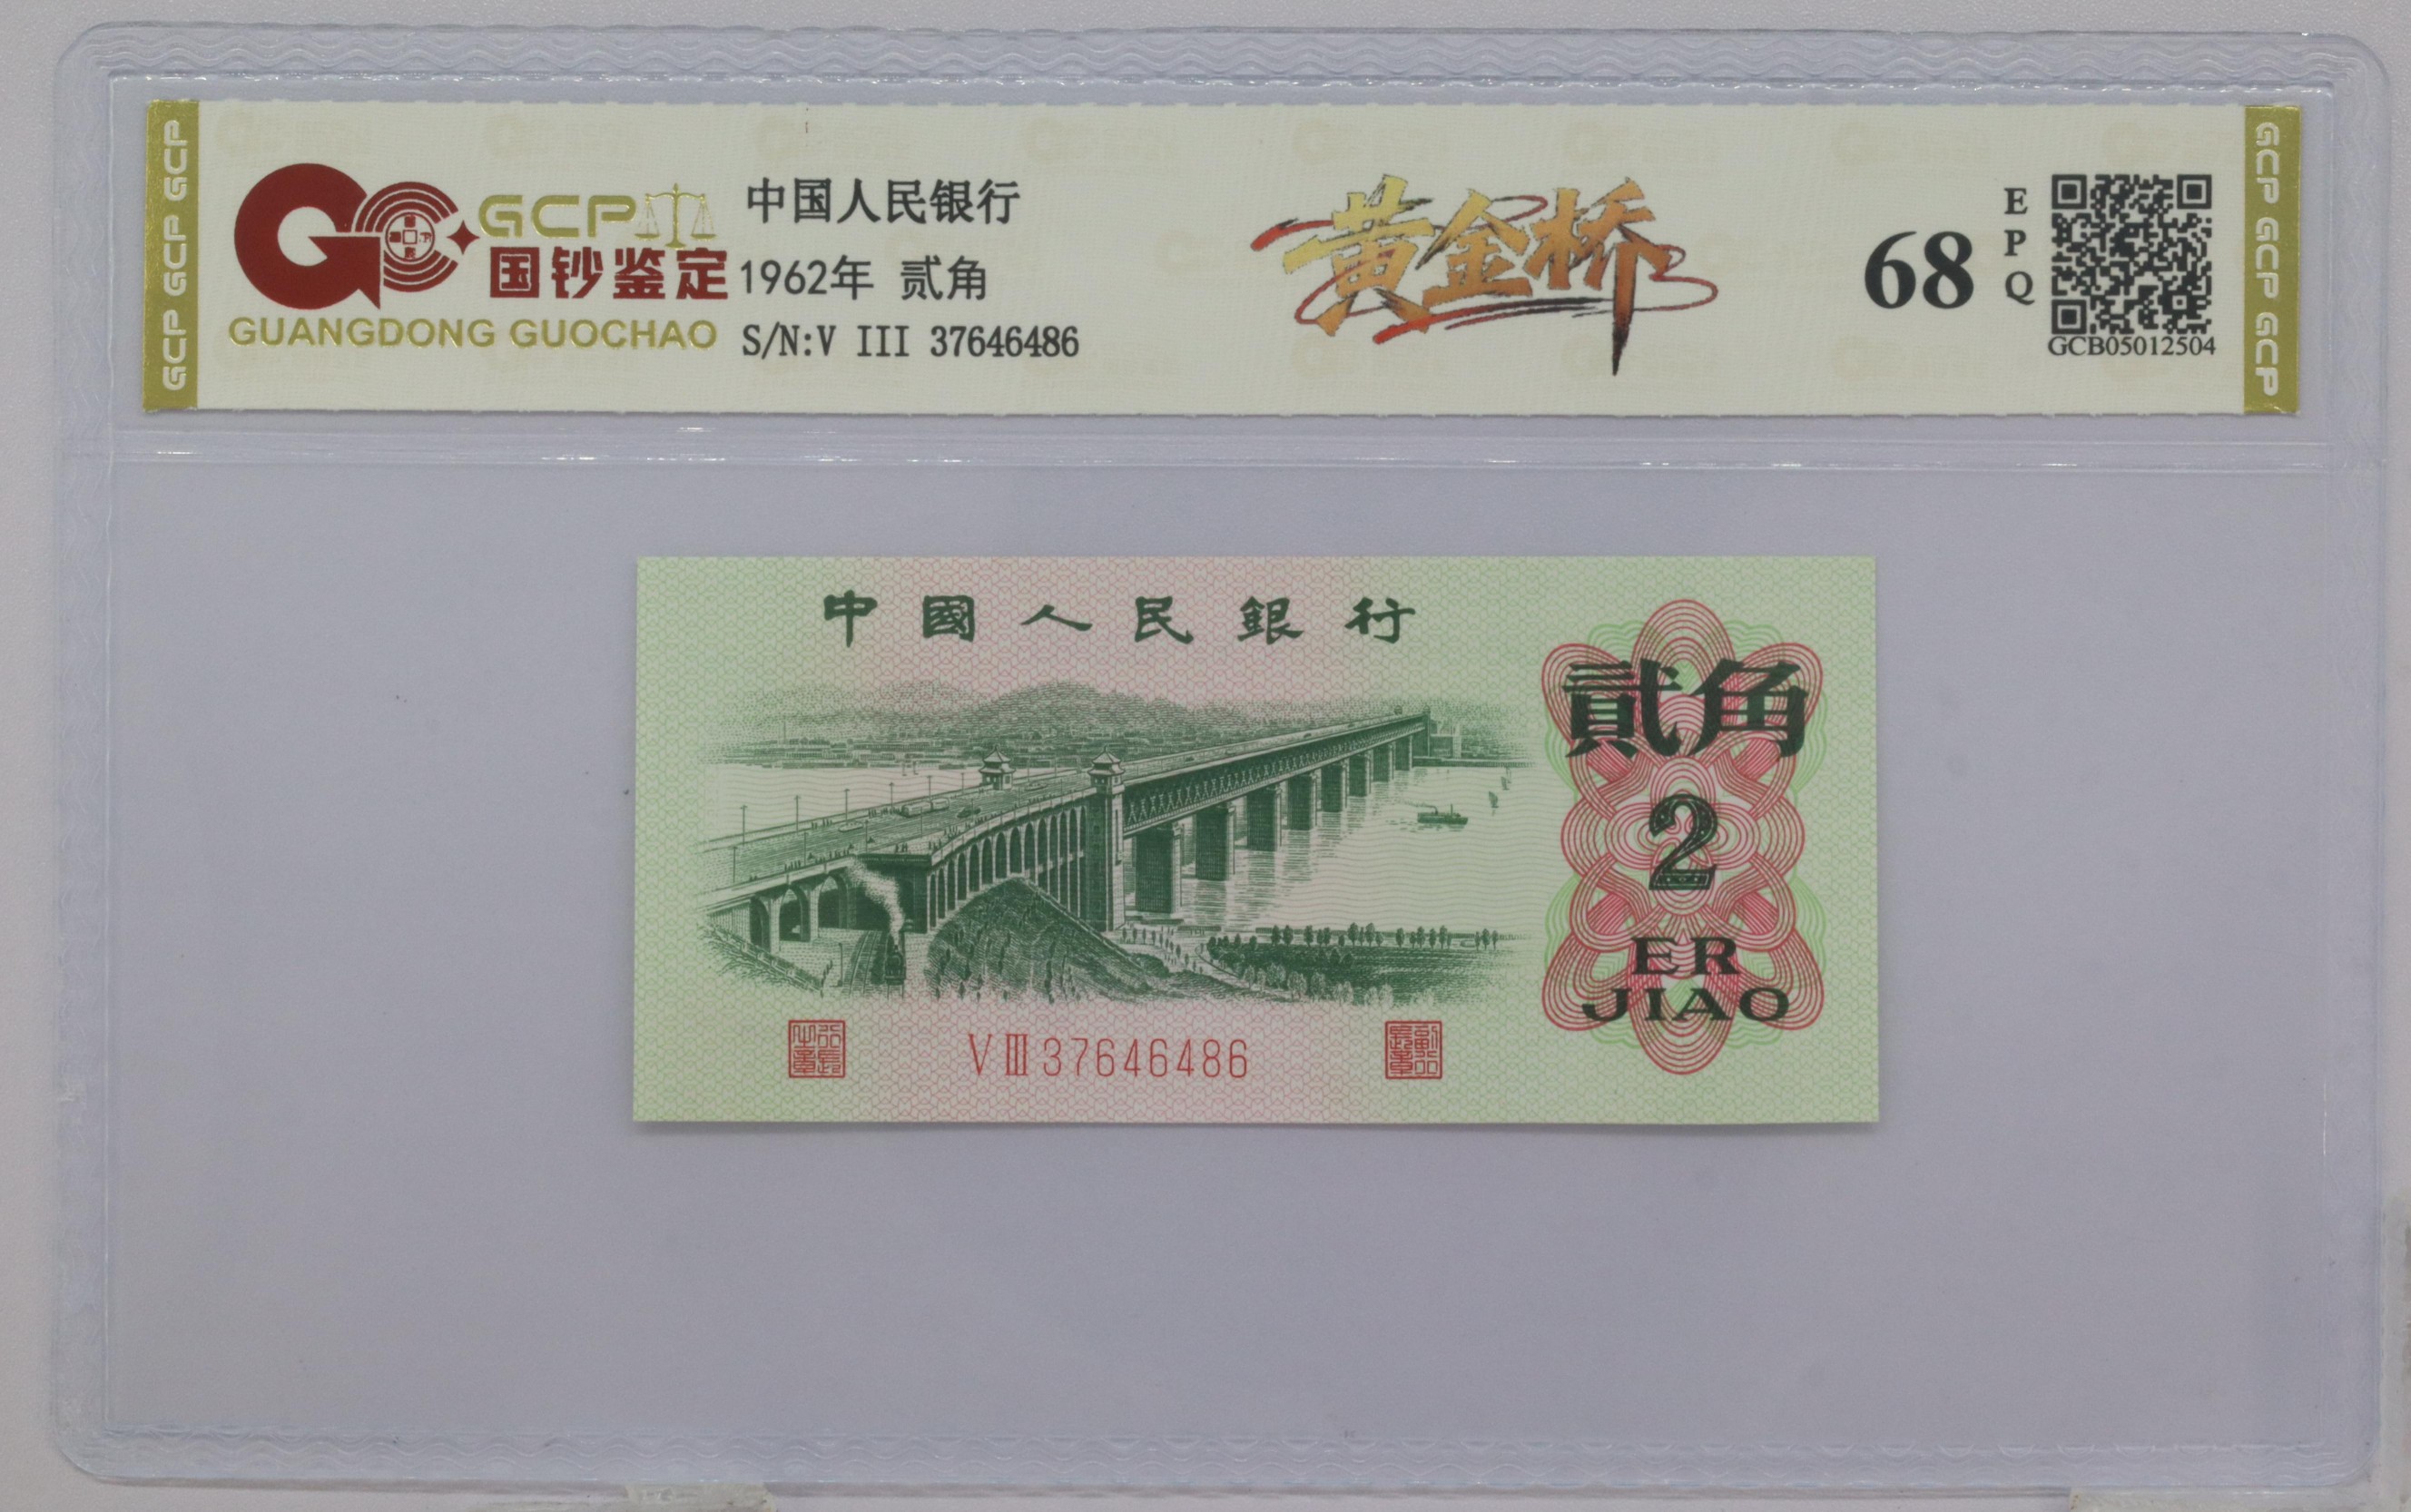 GCP GCP GCP
GCP
国钞鉴定
GUANGDONG GUOCHAO
中国人民银行
1962年 贰角
S/N:V III 37646486
黄金桥
68
EPQ
GCB05012504
GCP GCP GCP
中國人民銀行
貳角
2
ER
JIAO
V III 37646486